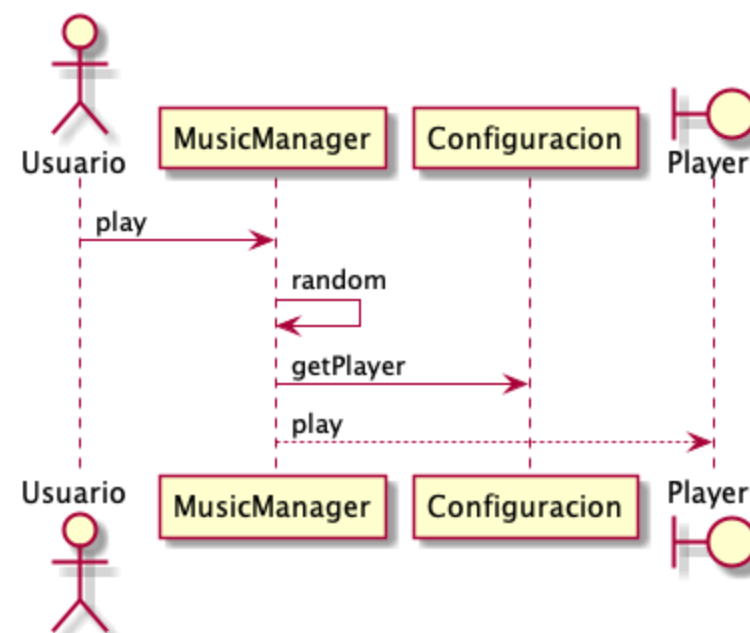 Usuario
MusicManager
Configuracion
Player
play
random
getPlayer
play
Usuario
MusicManager
Configuracion
Player